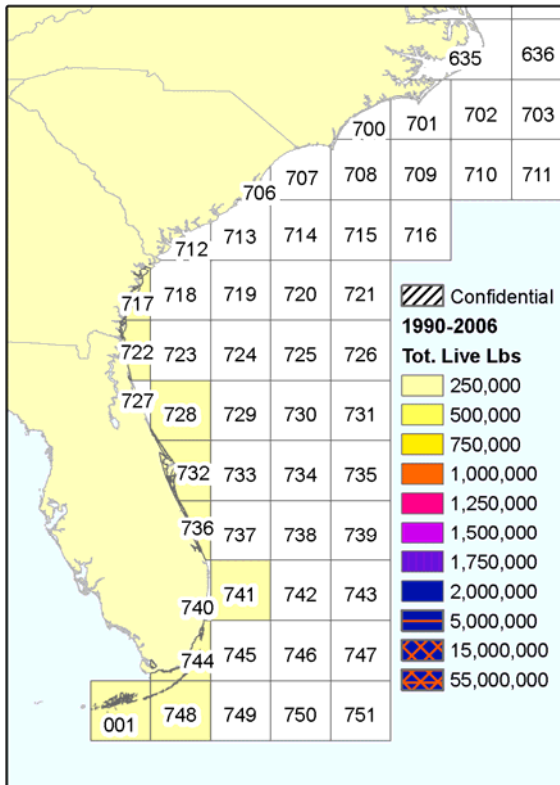 635 636
700 701 702 703
706 707 708 709 710 711
712 713 714 715 716
717 718 719 720 721
722 723 724 725 726
727 728 729 730 731
732 733 734 735
736 737 738 739
740 741 742 743
744 745 746 747
001 748 749 750 751
Confidential
1990-2006
Tot. Live Lbs
250,000
500,000
750,000
1,000,000
1,250,000
1,500,000
1,750,000
2,000,000
5,000,000
15,000,000
55,000,000